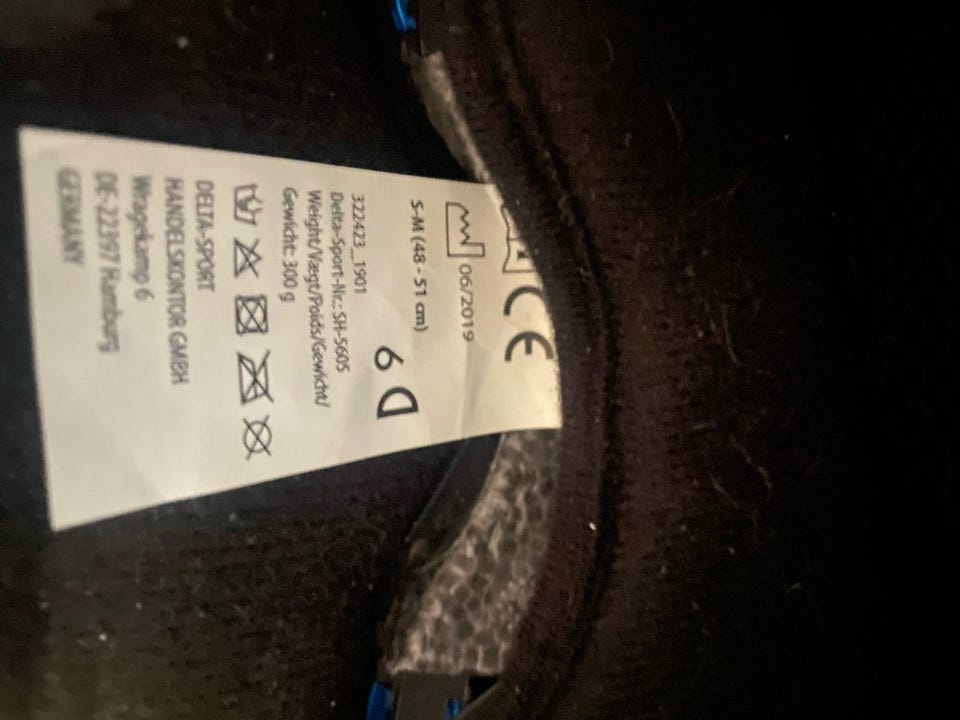 CE
06/2019
S-M (48 - 51 cm)
6 D
322423_1901
Delta-Sport-Nr.: SH-5605
Weight/Vægt/Poids/Gewicht/
Gewicht: 300 g
DELTA-SPORT
HANDELSKONTOR GMBH
Wragekamp 6
DE-22397 Hamburg
GERMANY